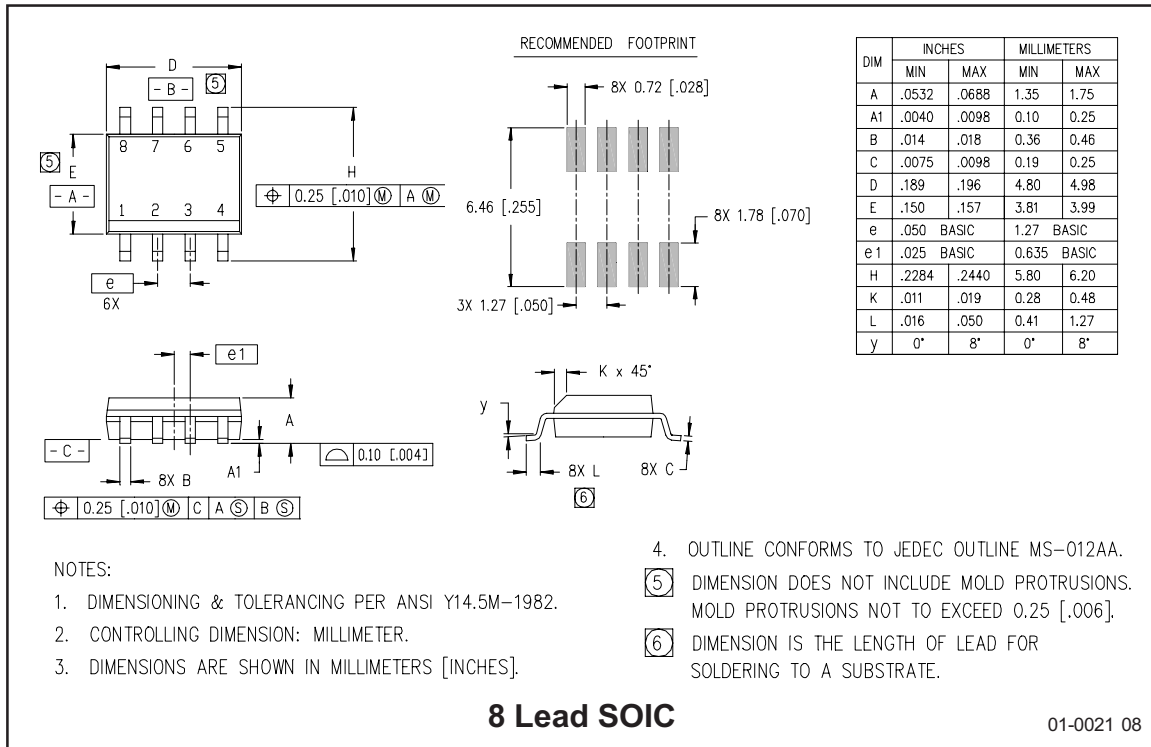 D
- B -
5
8 7 6 5
5
E
- A -
1 2 3 4
H
⌖ 0.25 [.010] Ⓜ A Ⓜ
e
6X
RECOMMENDED FOOTPRINT
8X 0.72 [.028]
6.46 [.255]
8X 1.78 [.070]
3X 1.27 [.050]
DIM INCHES MILLIMETERS
MIN MAX MIN MAX
A .0532 .0688 1.35 1.75
A1 .0040 .0098 0.10 0.25
B .014 .018 0.36 0.46
C .0075 .0098 0.19 0.25
D .189 .196 4.80 4.98
E .150 .157 3.81 3.99
e .050 BASIC 1.27 BASIC
e1 .025 BASIC 0.635 BASIC
H .2284 .2440 5.80 6.20
K .011 .019 0.28 0.48
L .016 .050 0.41 1.27
y 0° 8° 0° 8°
e1
A
- C -
8X B
A1
⌓ 0.10 [.004]
⌖ 0.25 [.010] Ⓜ C A Ⓢ B Ⓢ
K x 45°
y
8X L
6
8X C
NOTES:
1. DIMENSIONING & TOLERANCING PER ANSI Y14.5M-1982.
2. CONTROLLING DIMENSION: MILLIMETER.
3. DIMENSIONS ARE SHOWN IN MILLIMETERS [INCHES].
4. OUTLINE CONFORMS TO JEDEC OUTLINE MS-012AA.
5 DIMENSION DOES NOT INCLUDE MOLD PROTRUSIONS.
MOLD PROTRUSIONS NOT TO EXCEED 0.25 [.006].
6 DIMENSION IS THE LENGTH OF LEAD FOR
SOLDERING TO A SUBSTRATE.
8 Lead SOIC
01-0021 08